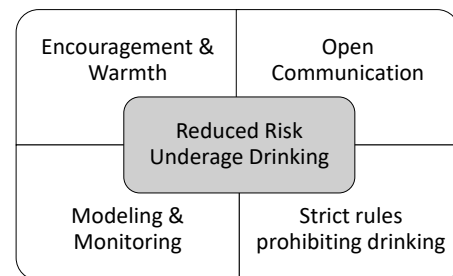 Encouragement &
Warmth
Open
Communication
Reduced Risk
Underage Drinking
Modeling &
Monitoring
Strict rules
prohibiting drinking